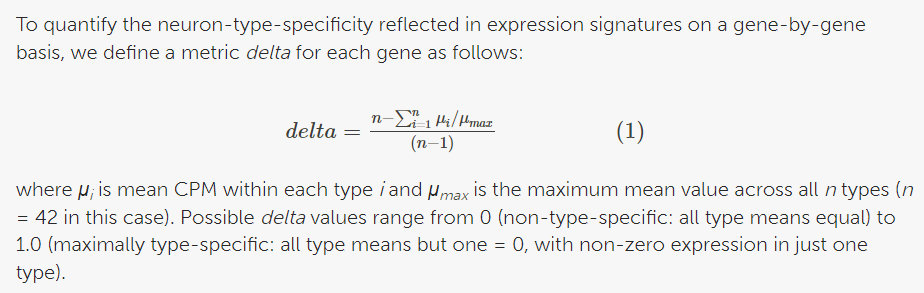 To quantify the neuron-type-specificity reflected in expression signatures on a gene-by-gene
basis, we define a metric delta for each gene as follows:
delta = \frac{n-\sum_{i=1}^{n} \mu_i/\mu_{max}}{(n-1)} (1)
where μi is mean CPM within each type i and μmax is the maximum mean value across all n types (n
= 42 in this case). Possible delta values range from 0 (non-type-specific: all type means equal) to
1.0 (maximally type-specific: all type means but one = 0, with non-zero expression in just one
type).